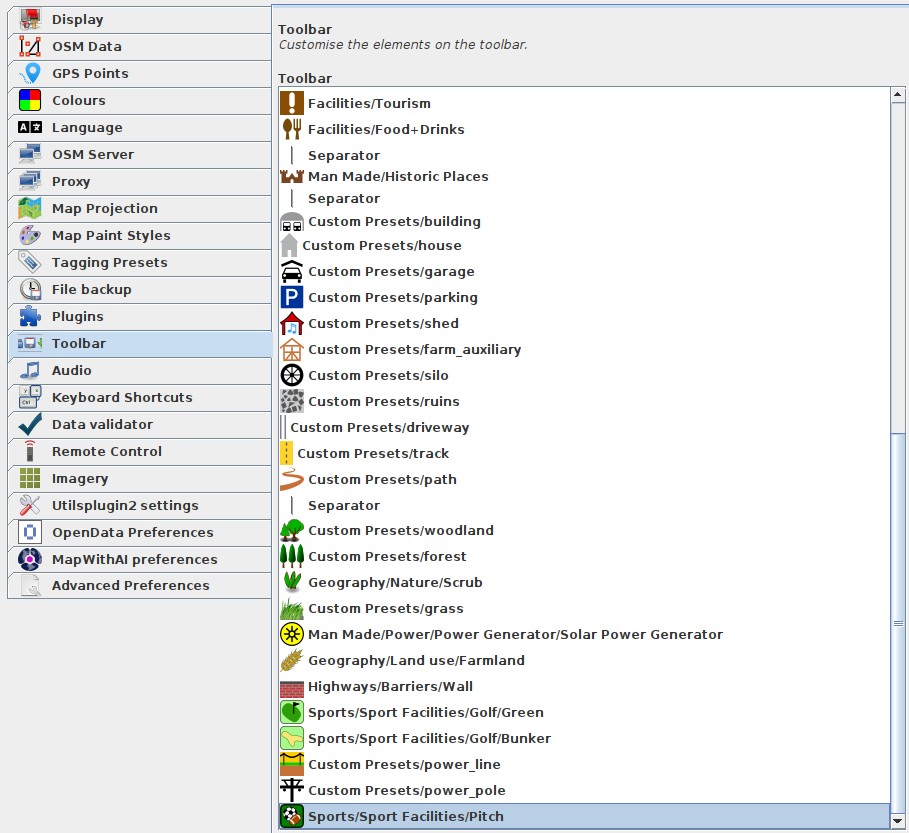 Display
OSM Data
GPS Points
Colours
Language
OSM Server
Proxy
Map Projection
Map Paint Styles
Tagging Presets
File backup
Plugins
Toolbar
Audio
Keyboard Shortcuts
Data validator
Remote Control
Imagery
Utilsplugin2 settings
OpenData Preferences
MapWithAI preferences
Advanced Preferences
Toolbar
Customise the elements on the toolbar.
Toolbar
Facilities/Tourism
Facilities/Food+Drinks
Separator
Man Made/Historic Places
Separator
Custom Presets/building
Custom Presets/house
Custom Presets/garage
P Custom Presets/parking
Custom Presets/shed
Custom Presets/farm_auxiliary
Custom Presets/silo
Custom Presets/ruins
Custom Presets/driveway
Custom Presets/track
Custom Presets/path
Separator
Custom Presets/woodland
Custom Presets/forest
Geography/Nature/Scrub
Custom Presets/grass
Man Made/Power/Power Generator/Solar Power Generator
Geography/Land use/Farmland
Highways/Barriers/Wall
Sports/Sport Facilities/Golf/Green
Sports/Sport Facilities/Golf/Bunker
Custom Presets/power_line
Custom Presets/power_pole
Sports/Sport Facilities/Pitch